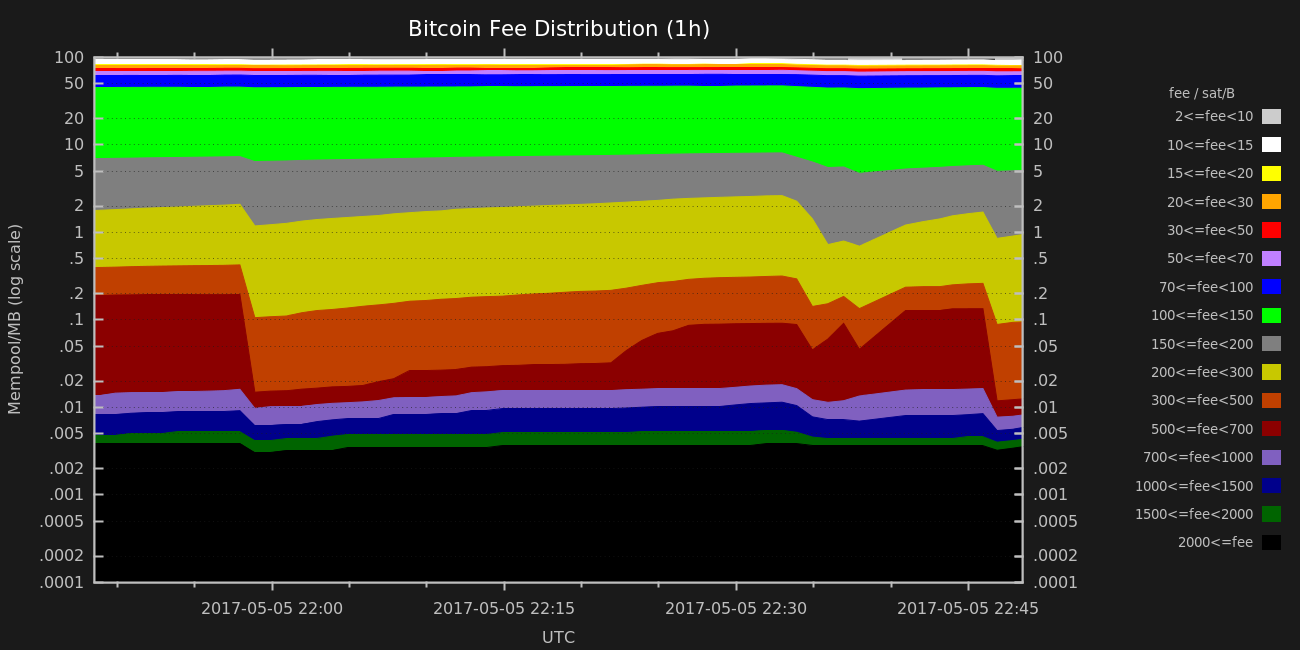 Bitcoin Fee Distribution (1h)
Mempool/MB (log scale)
100
50
20
10
5
2
1
.5
.2
.1
.05
.02
.01
.005
.002
.001
.0005
.0002
.0001
100
50
20
10
5
2
1
.5
.2
.1
.05
.02
.01
.005
.002
.001
.0005
.0002
.0001
2017-05-05 22:00
2017-05-05 22:15
2017-05-05 22:30
2017-05-05 22:45
UTC
fee / sat/B
2<=fee<10
10<=fee<15
15<=fee<20
20<=fee<30
30<=fee<50
50<=fee<70
70<=fee<100
100<=fee<150
150<=fee<200
200<=fee<300
300<=fee<500
500<=fee<700
700<=fee<1000
1000<=fee<1500
1500<=fee<2000
2000<=fee